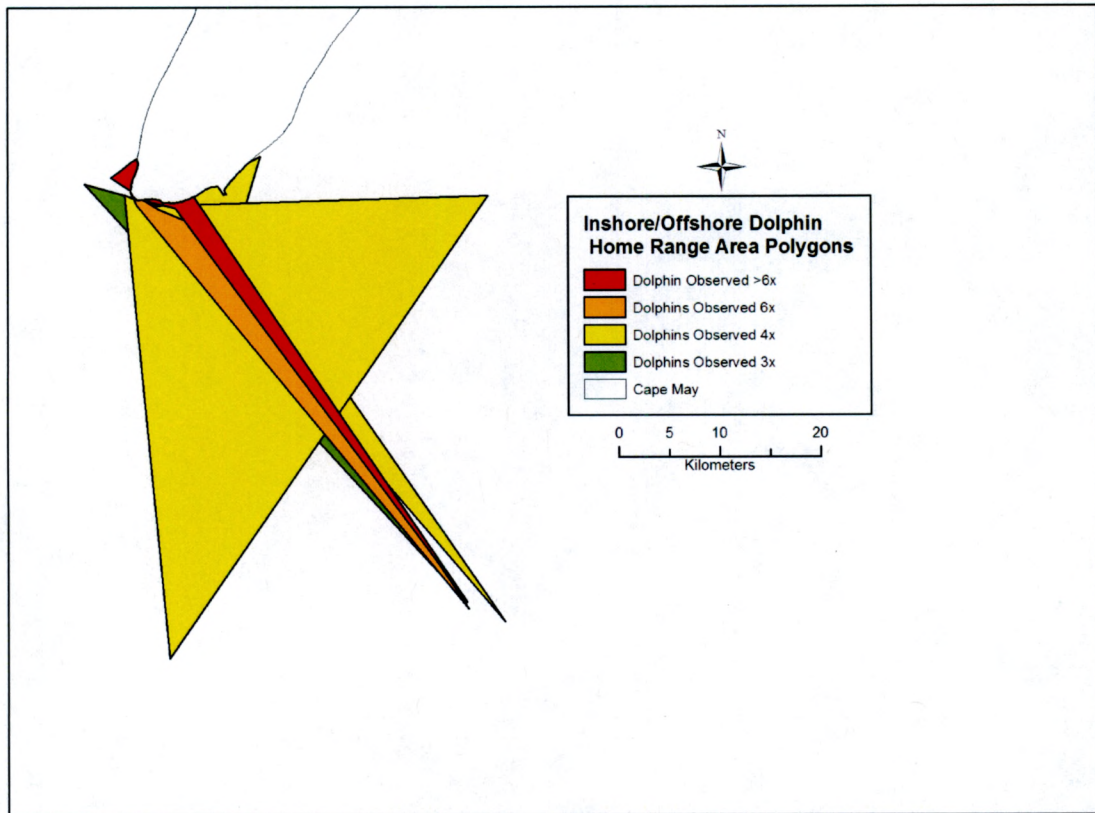 N
Inshore/Offshore Dolphin
Home Range Area Polygons
Dolphin Observed >6x
Dolphins Observed 6x
Dolphins Observed 4x
Dolphins Observed 3x
Cape May
0 5 10 20
Kilometers